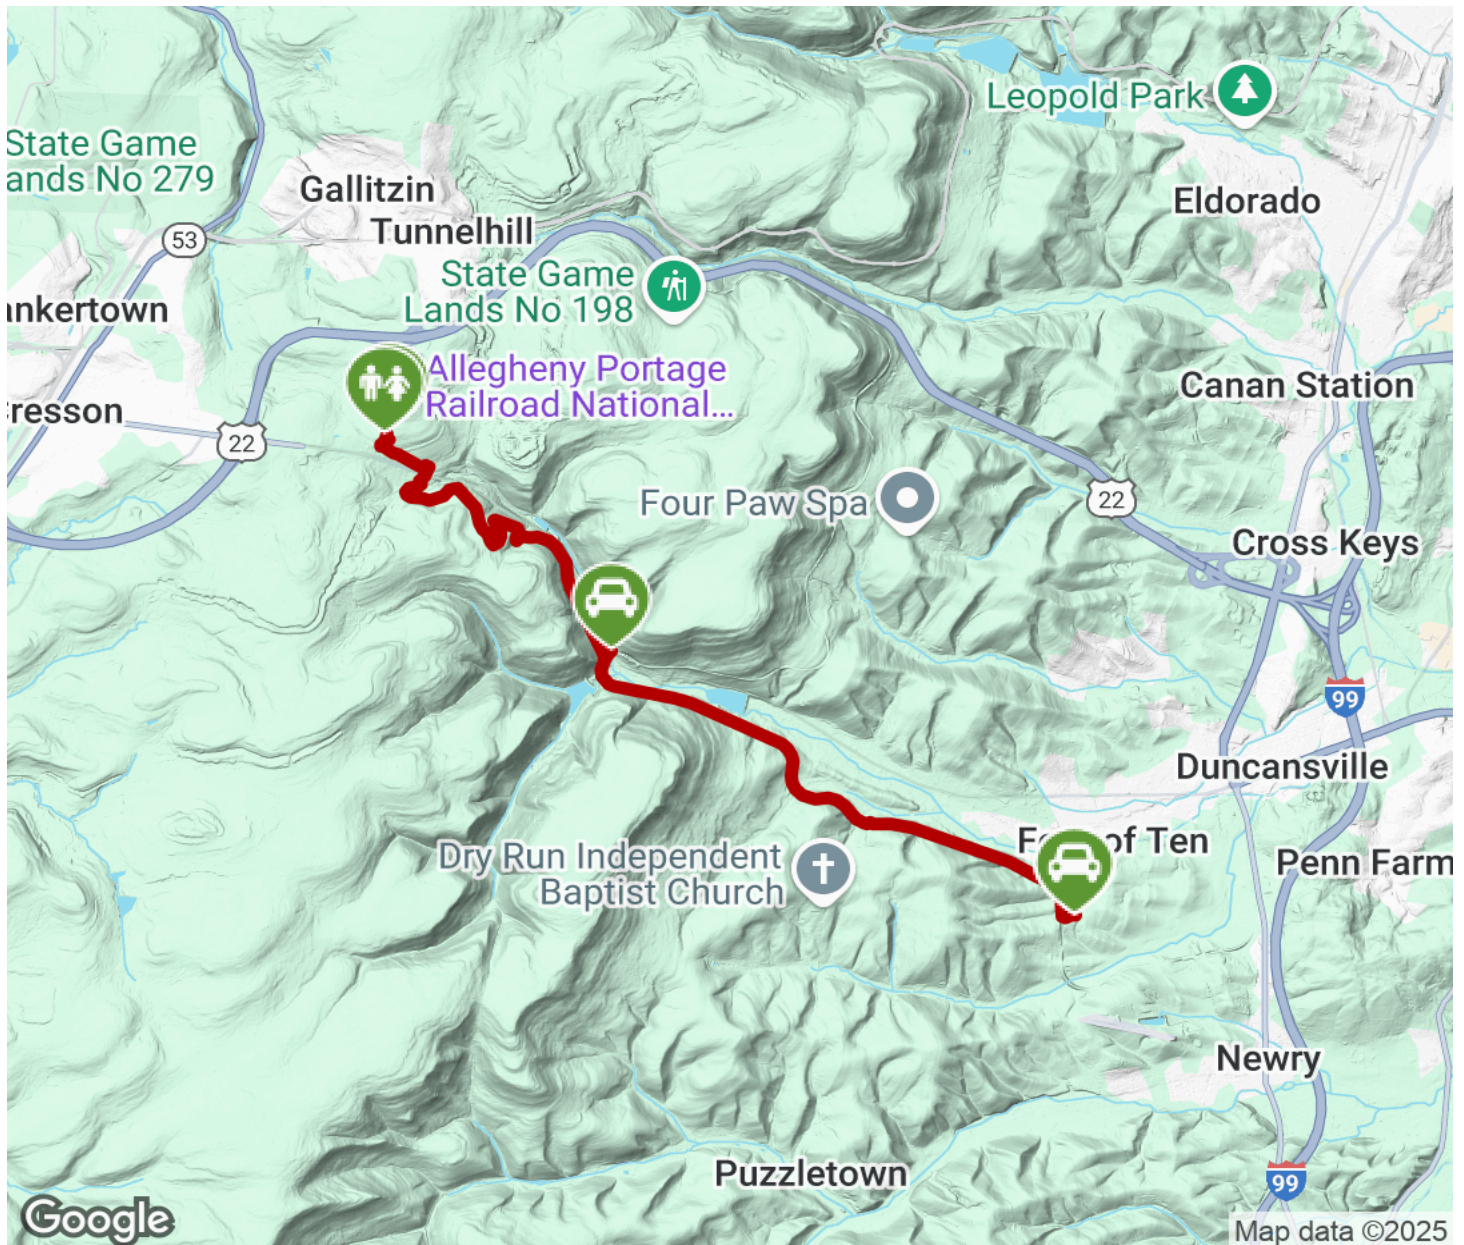 Leopold Park
State Game
ands No 279
Gallitzin
Eldorado
Tunnelhill
53
State Game
Lands No 198
ankertown
Allegheny Portage
Railroad National...
Canan Station
resson
22
Four Paw Spa
22
Cross Keys
99
Duncansville
of Ten
Dry Run Independent
Baptist Church
Penn Farm
Newry
Puzzletown
99
Google
Map data ©2025